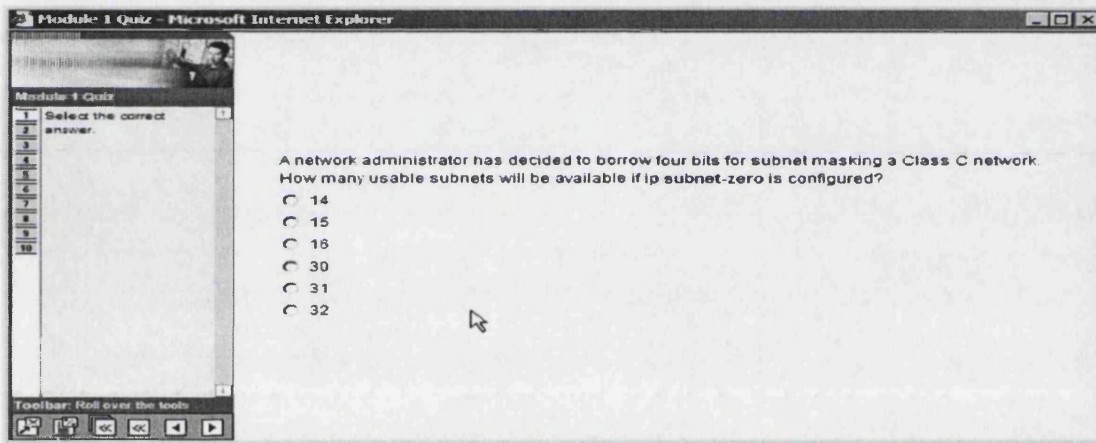 Module 1 Quiz - Microsoft Internet Explorer
Module 1 Quiz
1
2
3
4
5
6
7
8
9
10
Select the correct
answer.
A network administrator has decided to borrow four bits for subnet masking a Class C network.
How many usable subnets will be available if ip subnet-zero is configured?
14
15
16
30
31
32
Toolbar: Roll over the tools